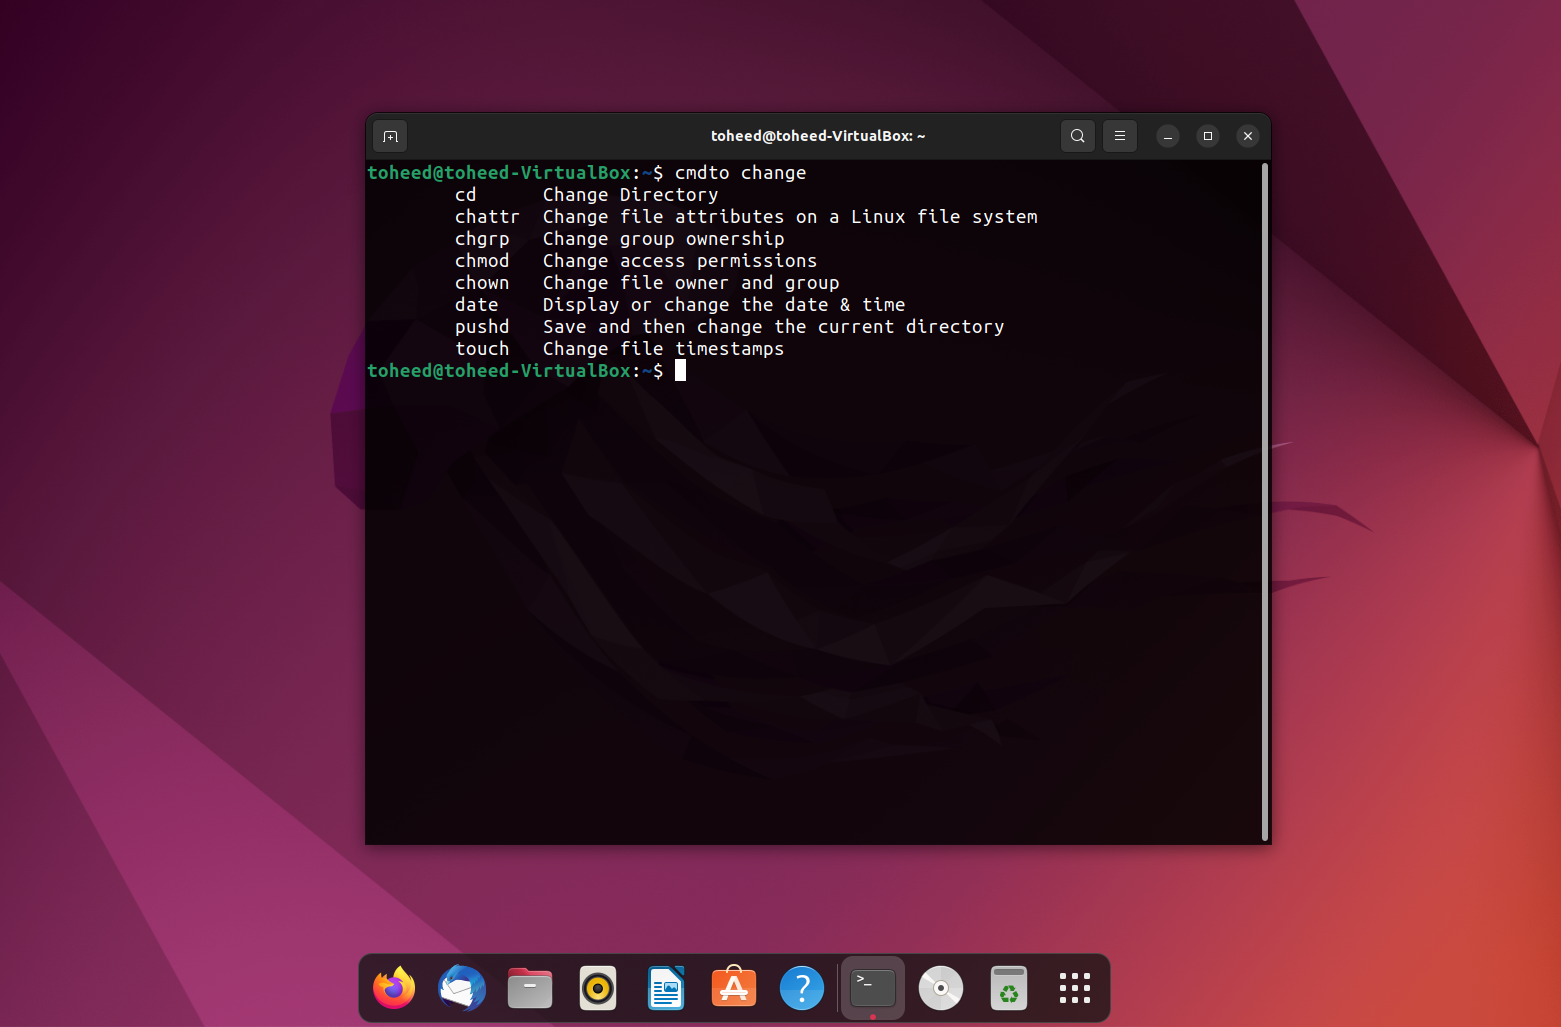 toheed@toheed-VirtualBox: ~
toheed@toheed-VirtualBox:~$ cmdto change
cd Change Directory
chattr Change file attributes on a Linux file system
chgrp Change group ownership
chmod Change access permissions
chown Change file owner and group
date Display or change the date & time
pushd Save and then change the current directory
touch Change file timestamps
toheed@toheed-VirtualBox:~$